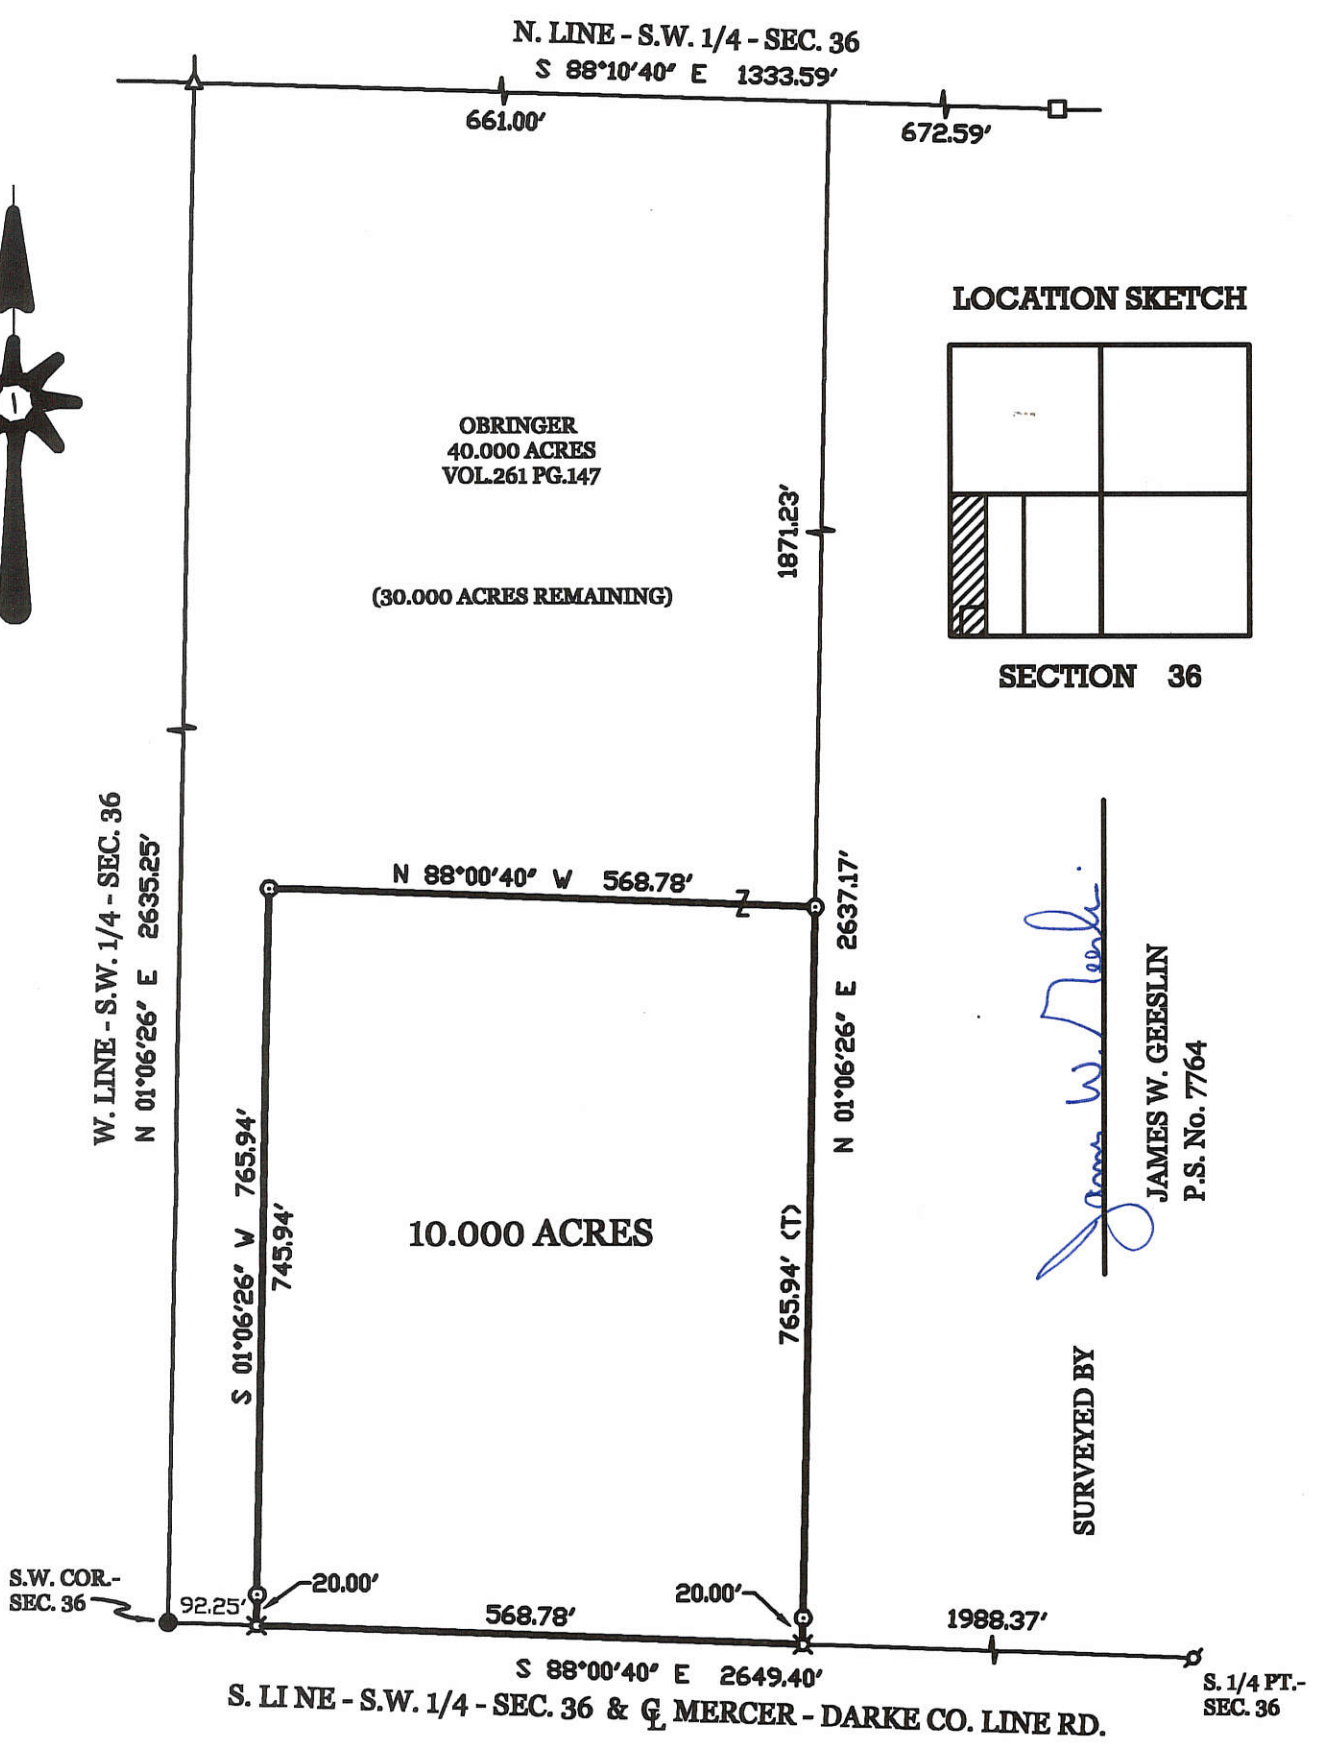 N. LINE - S.W. 1/4 - SEC. 36
S 88°10'40" E 1333.59'
661.00'
672.59'
LOCATION SKETCH
OBRINGER
40.000 ACRES
VOL.261 PG.147
1871.23'
(30.000 ACRES REMAINING)
SECTION 36
W. LINE - S.W. 1/4 - SEC. 36
N 01°06'26" E 2635.25'
N 88°00'40" W 568.78'
N 01°06'26" E 2637.17'
S 01°06'26" W 765.94'
745.94'
10.000 ACRES
765.94' (T)
SURVEYED BY
James W. Geeslin
JAMES W. GEESLIN
P.S. No. 7764
S.W. COR.-
SEC. 36
92.25'
20.00'
568.78'
20.00'
1988.37'
S 88°00'40" E 2649.40'
S. LINE - S.W. 1/4 - SEC. 36 & ℄ MERCER - DARKE CO. LINE RD.
S. 1/4 PT.-
SEC. 36